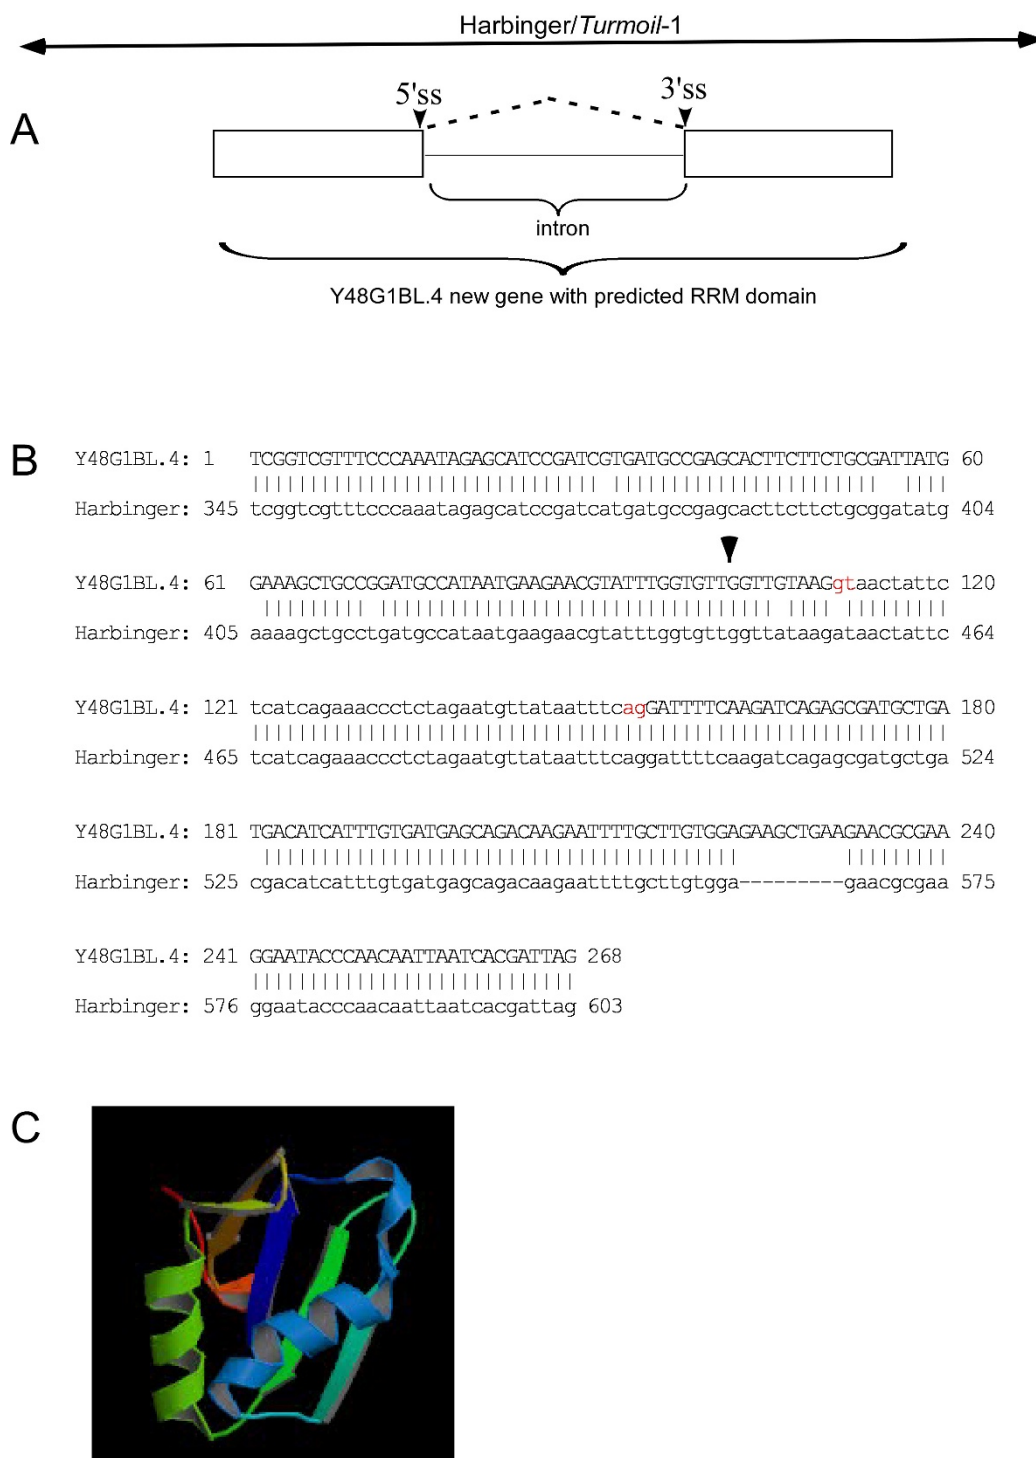 Harbinger/Turmoil-1
A
5'ss
3'ss
intron
Y48G1BL.4 new gene with predicted RRM domain
B
Y48G1BL.4: 1 TCGGTCGTTTCCCAAATAGAGCATCCGATCGTGATGCCGAGCACTTCTTCTGCGATTATG 60
Harbinger: 345 tcggtcgtttcccaaatagagcatccgatcatgatgccgagcacttcttctgcggatatg 404
Y48G1BL.4: 61 GAAAGCTGCCGGATGCCATAATGAAGAACGTATTTGGTGTTGGTTGTAAGgtaactattc 120
Harbinger: 405 aaaagctgcctgatgccataatgaagaacgtatttggtgttggttataagataactattc 464
Y48G1BL.4: 121 tcatcagaaaccctctagaatgttataatttcagGATTTTCAAGATCAGAGCGATGCTGA 180
Harbinger: 465 tcatcagaaaccctctagaatgttataatttcaggattttcaagatcagagcgatgctga 524
Y48G1BL.4: 181 TGACATCATTTGTGATGAGCAGACAAGAATTTTGCTTGTGGAGAAGCTGAAGAACGCGAA 240
Harbinger: 525 cgacatcatttgtgatgagcagacaagaattttgcttgtgga---------gaacgcgaa 575
Y48G1BL.4: 241 GGAATACCCAACAATTAATCACGATTAG 268
Harbinger: 576 ggaatacccaacaattaatcacgattag 603
C